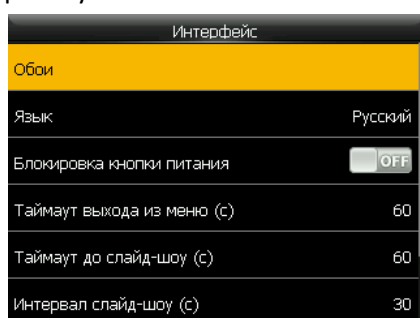 Интерфейс
Обои
Язык Русский
Блокировка кнопки питания OFF
Таймаут выхода из меню (с) 60
Таймаут до слайд-шоу (с) 60
Интервал слайд-шоу (с) 30